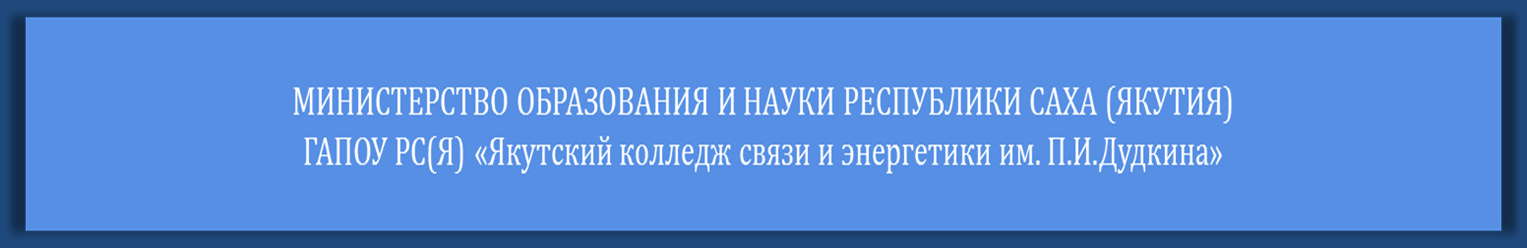 МИНИСТЕРСТВО ОБРАЗОВАНИЯ И НАУКИ РЕСПУБЛИКИ САХА (ЯКУТИЯ)
ГАПОУ РС(Я) «Якутский колледж связи и энергетики им. П.И.Дудкина»